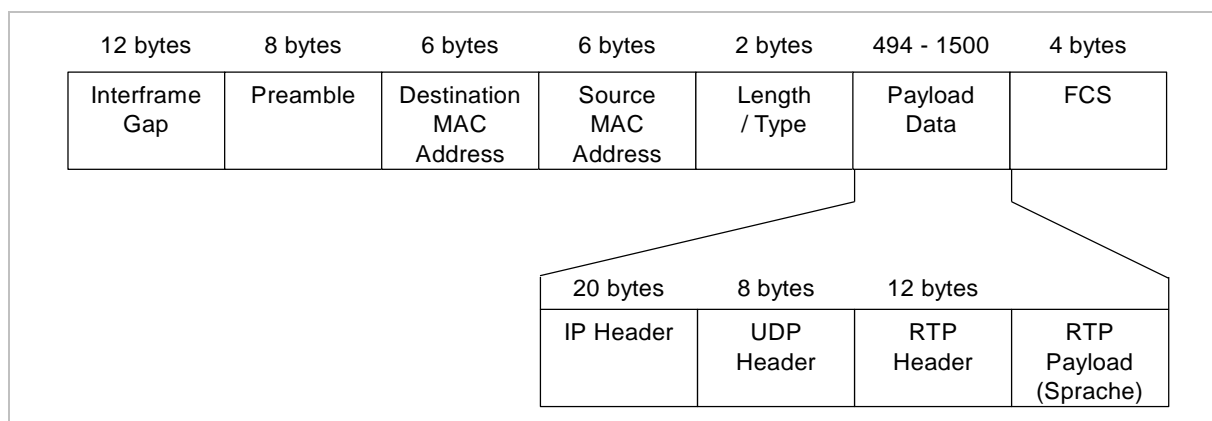 12 bytes 8 bytes 6 bytes 6 bytes 2 bytes 494 - 1500 4 bytes
Interframe Preamble Destination Source Length Payload FCS
Gap MAC MAC / Type Data
Address Address
20 bytes 8 bytes 12 bytes
IP Header UDP RTP RTP
Header Header Payload
(Sprache)